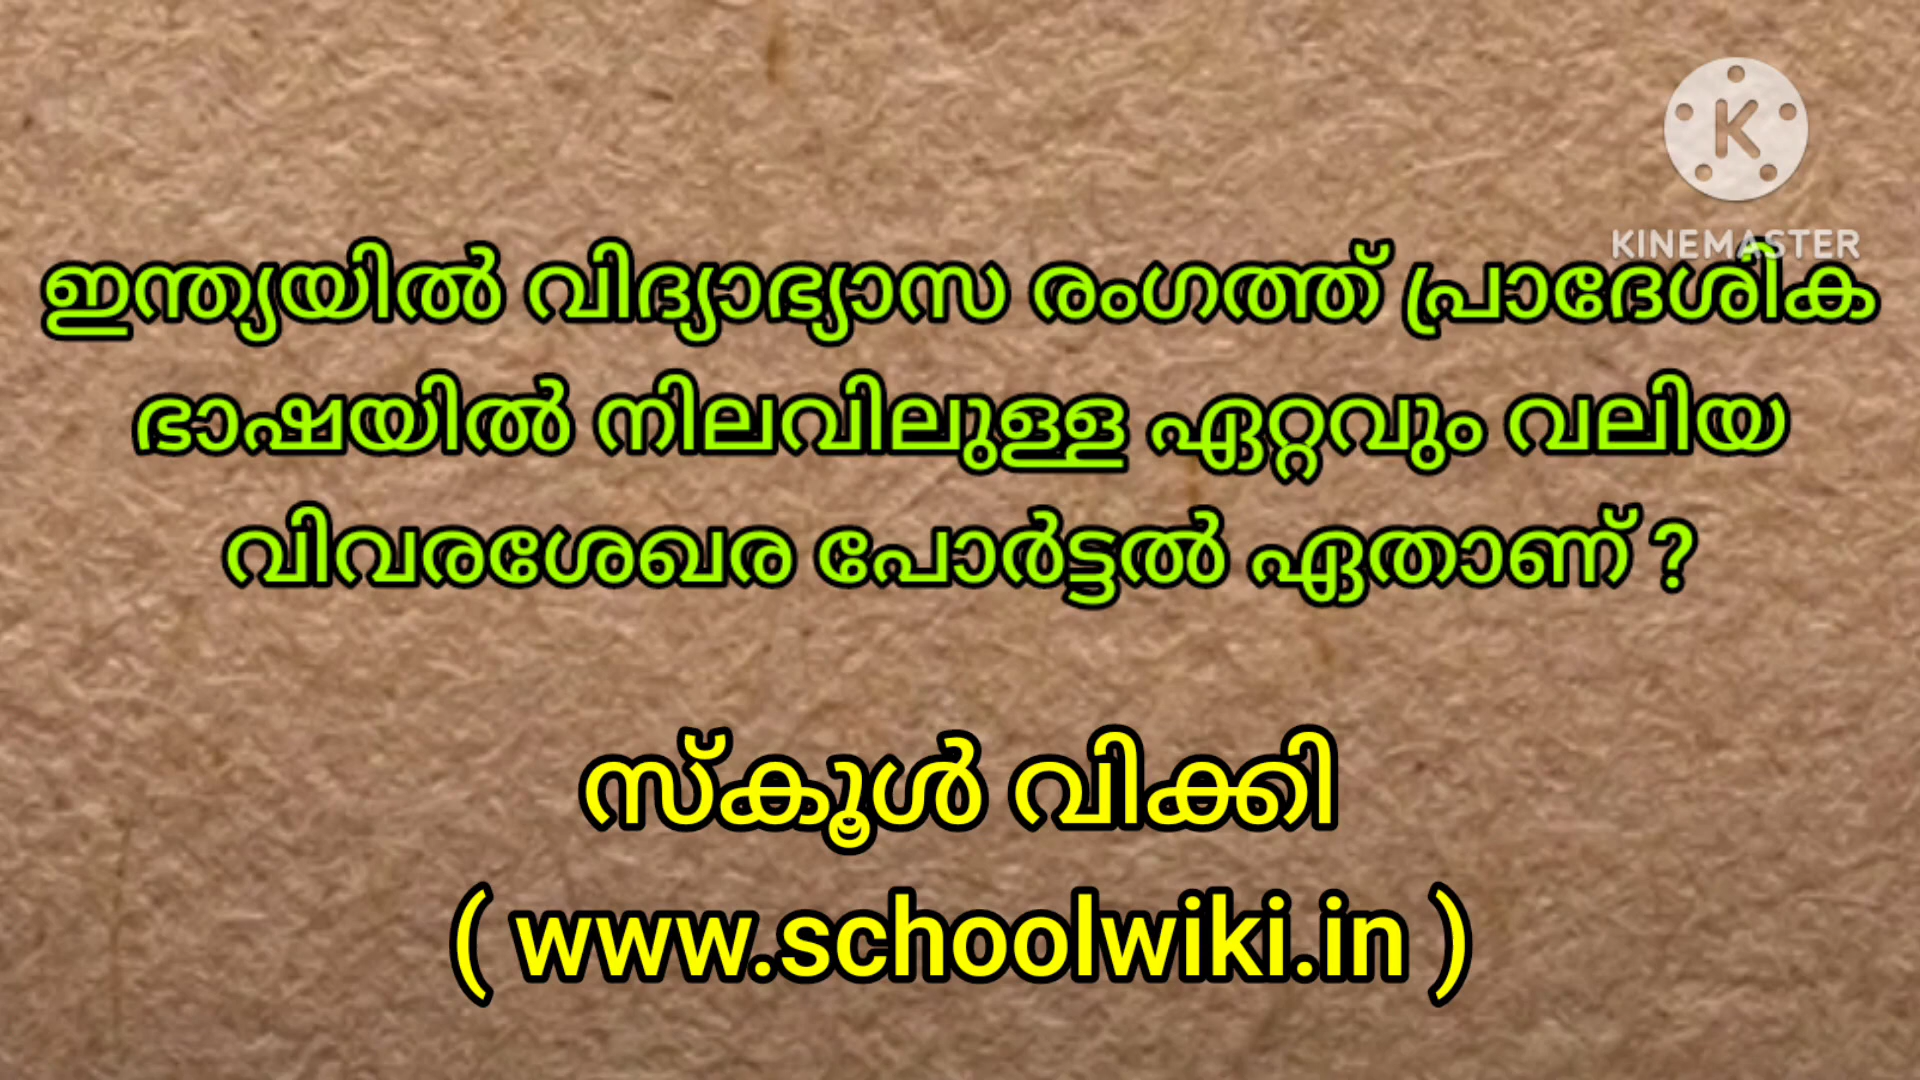 KINEMASTER
ഇന്ത്യയിൽ വിദ്യാഭ്യാസ രംഗത്ത് പ്രാദേശിക
ഭാഷയിൽ നിലവിലുള്ള ഏറ്റവും വലിയ
വിവരശേഖര പോർട്ടൽ ഏതാണ് ?
സ്കൂൾ വിക്കി
( www.schoolwiki.in )